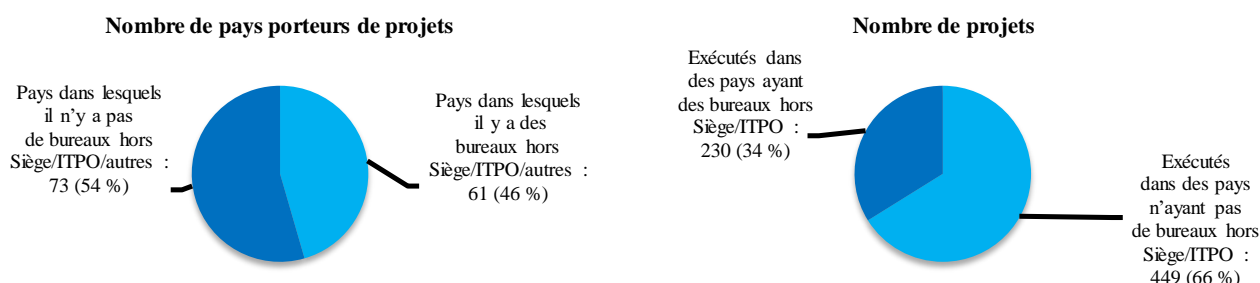 Nombre de pays porteurs de projets
Pays dans lesquels
il n’y a pas
de bureaux hors
Siège/ITPO/autres :
73 (54 %)
Pays dans lesquels
il y a des
bureaux hors
Siège/ITPO/autres :
61 (46 %)
Nombre de projets
Exécutés dans
des pays ayant
des bureaux hors
Siège/ITPO :
230 (34 %)
Exécutés
dans des pays
n’ayant pas
de bureaux hors
Siège/ITPO :
449 (66 %)